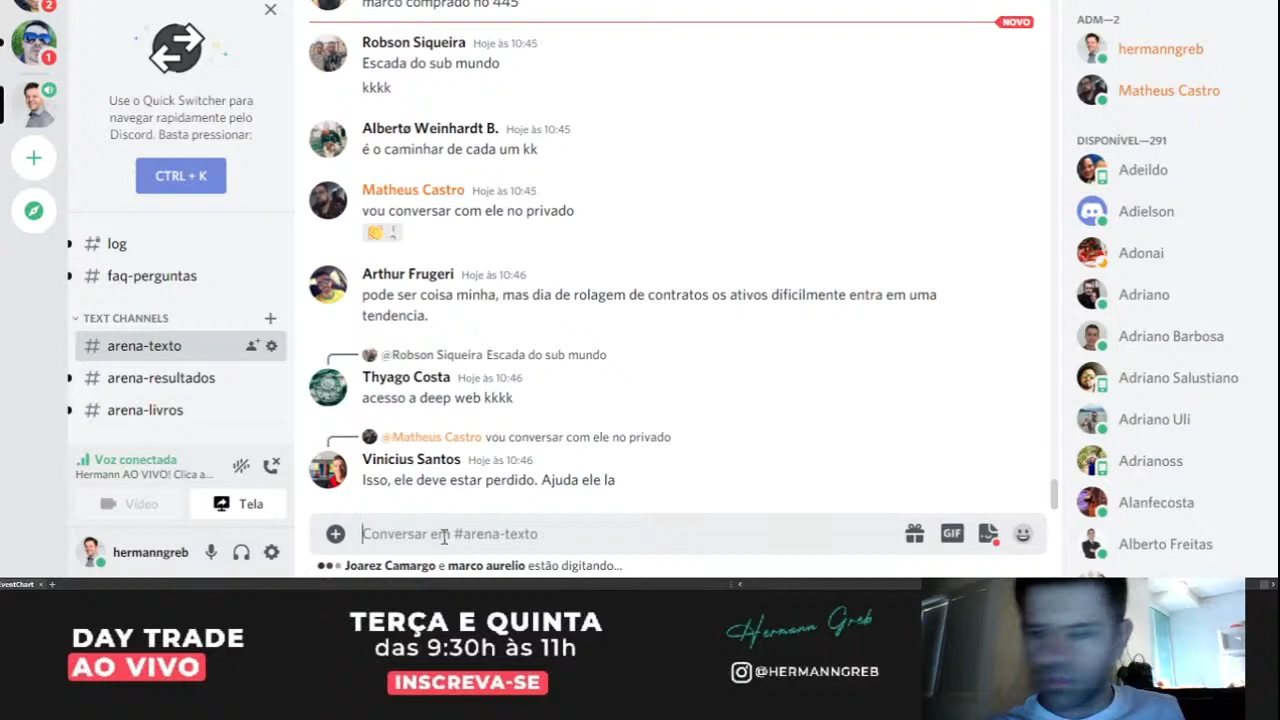 2
1
Use o Quick Switcher para
navegar rapidamente pelo
Discord. Basta pressionar:
CTRL + K
log
faq-perguntas
TEXT CHANNELS
arena-texto
arena-resultados
arena-livros
Voz conectada
Hermann AO VIVO! Clica a...
Vídeo
Tela
hermanngreb
marco comprado no 445
NOVO
Robson Siqueira Hoje às 10:45
Escada do sub mundo
kkkk
Albertø Weinhardt B. Hoje às 10:45
é o caminhar de cada um kk
Matheus Castro Hoje às 10:45
vou conversar com ele no privado
Arthur Frugeri Hoje às 10:46
pode ser coisa minha, mas dia de rolagem de contratos os ativos dificilmente entra em uma
tendencia.
@Robson Siqueira Escada do sub mundo
Thyago Costa Hoje às 10:46
acesso a deep web kkkk
@Matheus Castro vou conversar com ele no privado
Vinicius Santos Hoje às 10:46
Isso, ele deve estar perdido. Ajuda ele la
Conversar em #arena-texto
GIF
Joarez Camargo e marco aurelio estão digitando...
ADM—2
hermanngreb
Matheus Castro
DISPONÍVEL—291
Adeildo
Adielson
Adonai
Adriano
Adriano Barbosa
Adriano Salustiano
Adriano Uli
Adrianoss
Alanfecosta
Alberto Freitas
EventChart
DAY TRADE
AO VIVO
TERÇA E QUINTA
das 9:30h às 11h
INSCREVA-SE
Hermann Greb
@HERMANNGREB